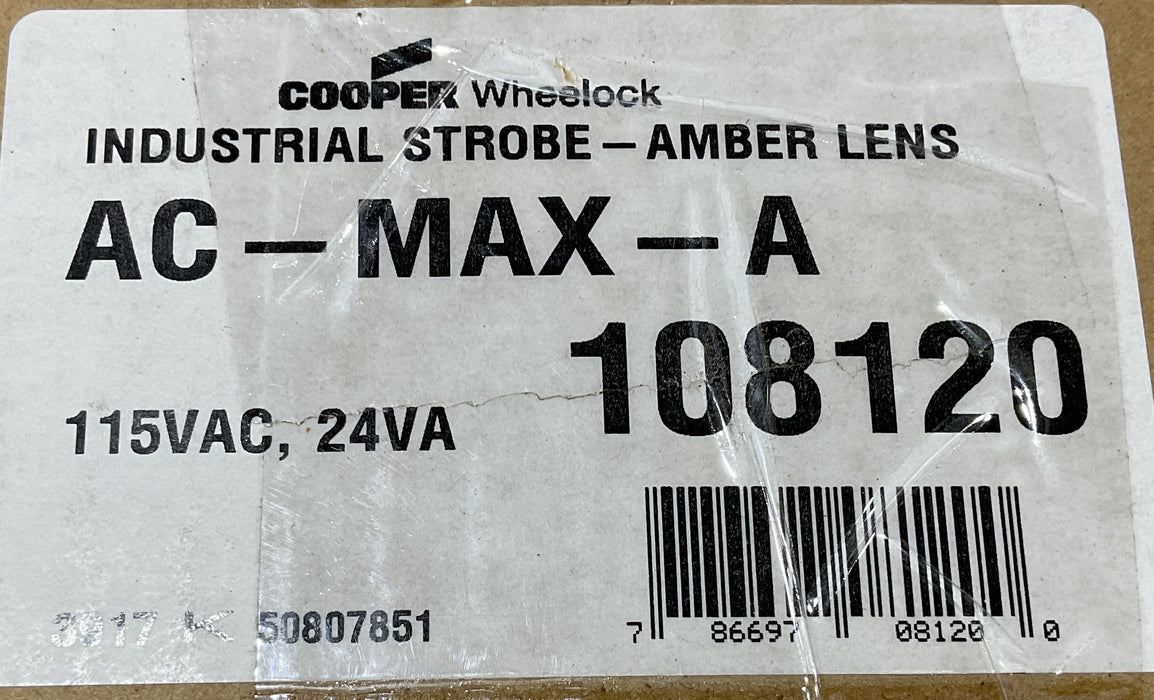 COOPER Wheelock
INDUSTRIAL STROBE – AMBER LENS
AC – MAX – A
108120
115VAC, 24VA
3917 K 50807851
7 86697 08120 0